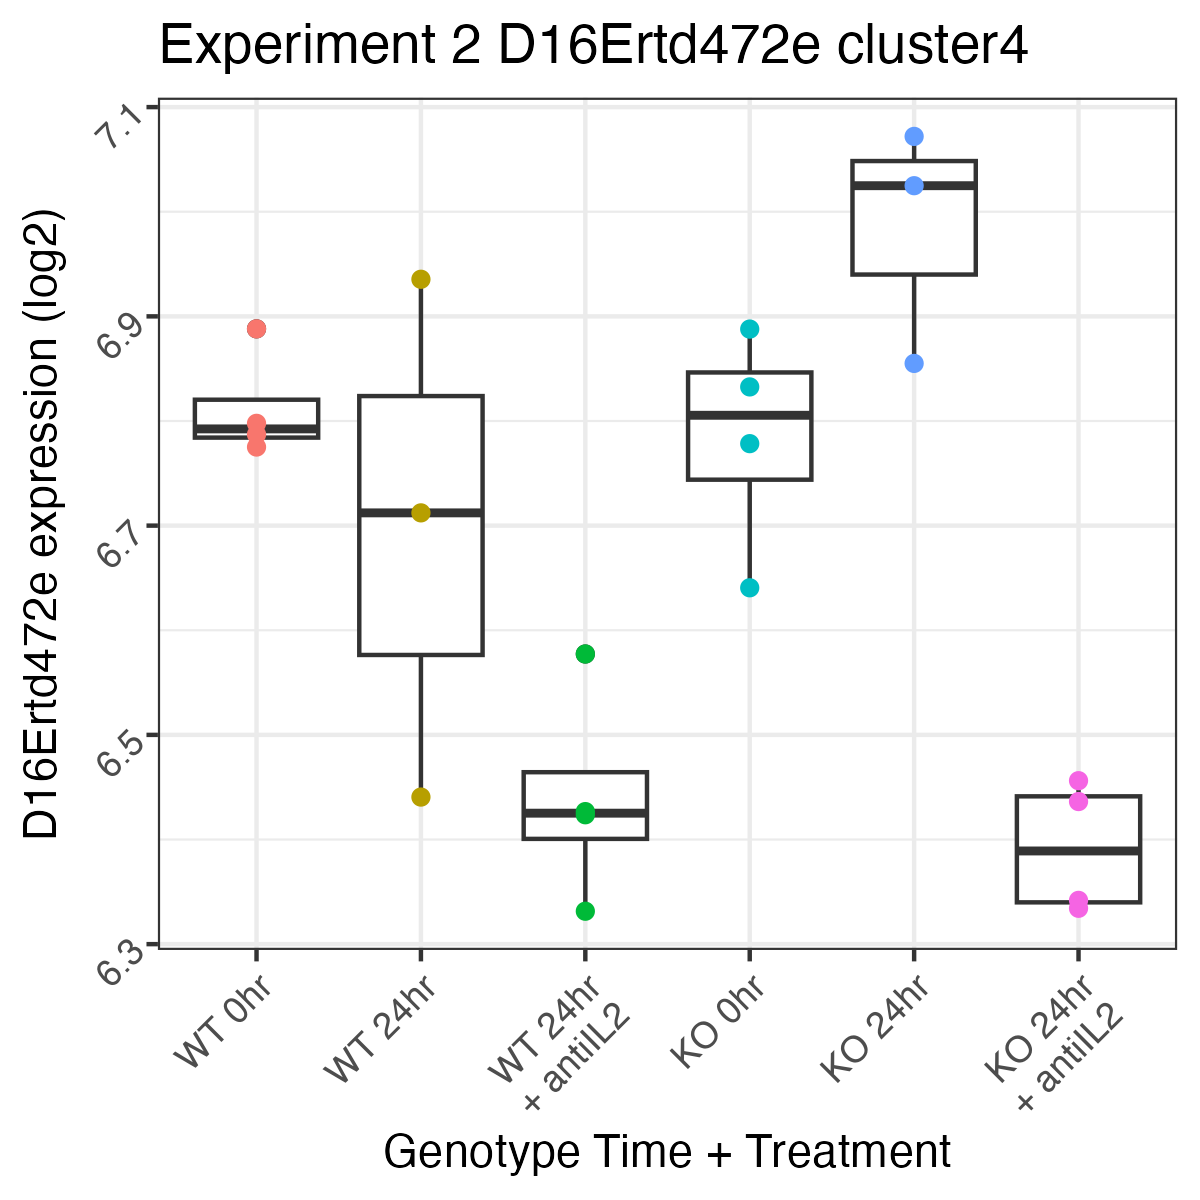 Experiment 2 D16Ertd472e cluster4
D16Ertd472e expression (log2)
7.1
6.9
6.7
6.5
6.3
WT 0hr
WT 24hr
WT 24hr
+ antiIL2
KO 0hr
KO 24hr
KO 24hr
+ antiIL2
Genotype Time + Treatment